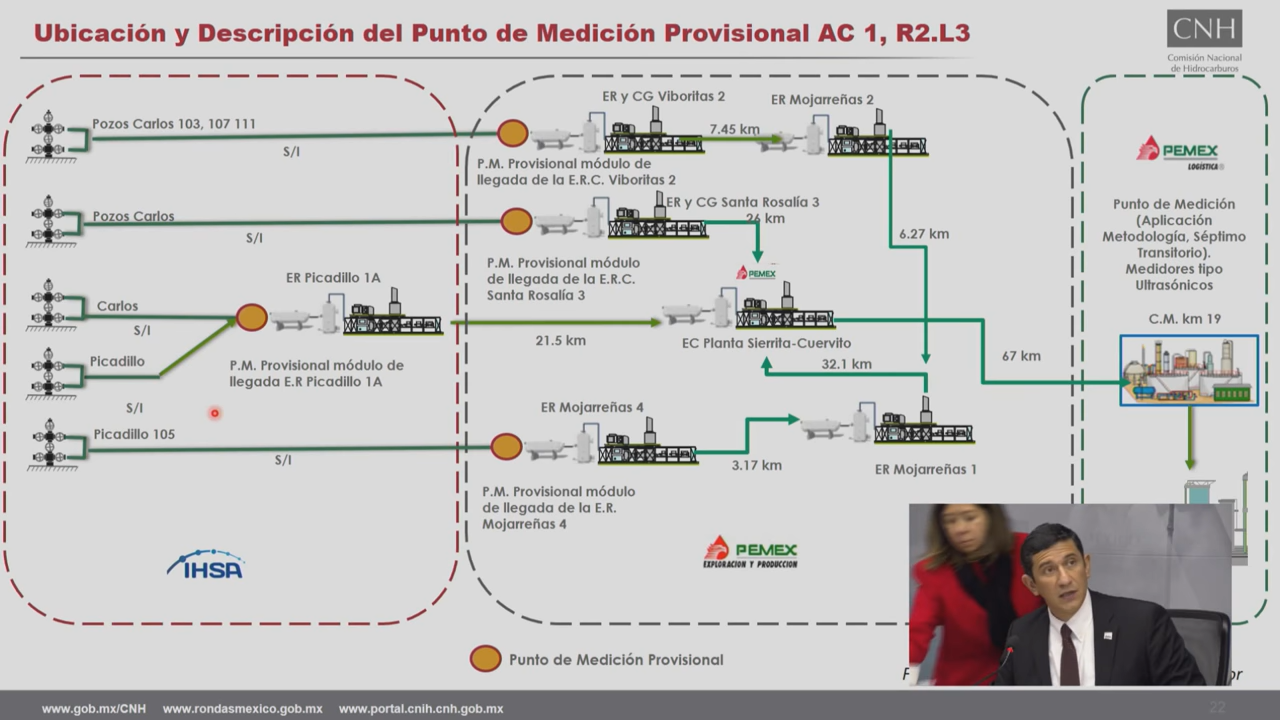 Ubicación y Descripción del Punto de Medición Provisional AC 1, R2.L3
CNH
Comisión Nacional
de Hidrocarburos
Pozos Carlos 103, 107 111
S/I
ER y CG Viboritas 2
7.45 km
ER Mojarreñas 2
P.M. Provisional módulo de
llegada de la E.R.C. Viboritas 2
Pozos Carlos
S/I
ER y CG Santa Rosalía 3
26 km
6.27 km
P.M. Provisional módulo
de llegada de la E.R.C.
Santa Rosalía 3
PEMEX
ER Picadillo 1A
Carlos
S/I
Picadillo
S/I
P.M. Provisional módulo de
llegada E.R Picadillo 1A
21.5 km
EC Planta Sierrita-Cuervito
32.1 km
67 km
Picadillo 105
S/I
ER Mojarreñas 4
3.17 km
ER Mojarreñas 1
P.M. Provisional módulo
de llegada de la E.R.
Mojarreñas 4
IHSA
PEMEX
EXPLORACION Y PRODUCCION
PEMEX
LOGÍSTICA®
Punto de Medición
(Aplicación
Metodología, Séptimo
Transitorio).
Medidores tipo
Ultrasónicos
C.M. km 19
Punto de Medición Provisional
www.gob.mx/CNH www.rondasmexico.gob.mx www.portal.cnih.cnh.gob.mx
22